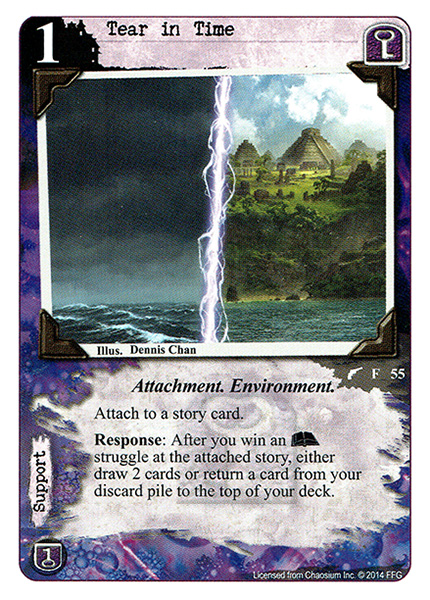 1
Tear in Time
Illus. Dennis Chan
F 55
Attachment. Environment.
Attach to a story card.
Response: After you win an
struggle at the attached story, either
draw 2 cards or return a card from your
discard pile to the top of your deck.
Support
1
Licensed from Chaosium Inc. © 2014 FFG